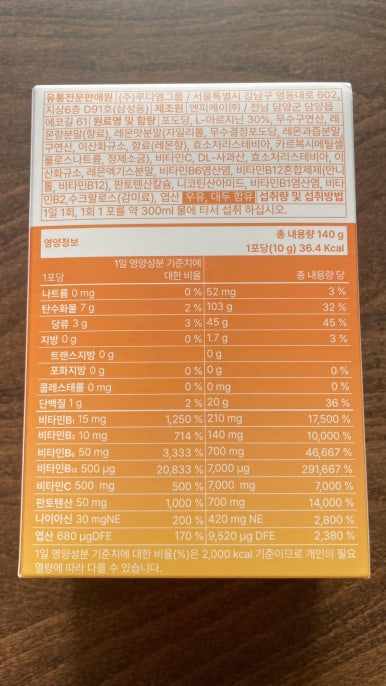 유통전문판매원 (주)루디엠그룹 / 서울특별시 강남구 영동대로 602,
지상6층 D91호(삼성동) 제조원 엔피케이(주) / 전남 담양군 담양읍
에코길 61 원료명 및 함량 포도당, L-아르지닌 30%, 무수구연산, 레
몬향분말(향료), 레몬맛분말(자일리톨, 무수결정포도당, 레몬과즙분말,
구연산, 이산화규소, 향료(레몬향), 효소처리스테비아, 카르복시메틸셀
룰로스나트륨, 정제소금), 비타민C, DL-사과산, 효소처리스테비아, 이
산화규소, 레몬엑기스분말, 비타민B6염산염, 비타민B12혼합제제(만니
톨, 비타민B12), 판토텐산칼슘, 니코틴산아미드, 비타민B1염산염, 비타
민B2, 수크랄로스(감미료), 엽산 우유, 대두 함유 섭취량 및 섭취방법
1일 1회, 1회 1 포를 약 300ml 물에 타서 섭취 하십시오.
영양정보 총 내용량 140 g
1포당(10 g) 36.4 Kcal
1일 영양성분 기준치에
1포당 대한 비율 총 내용량 당
나트륨 0 mg 0 % 52 mg 3 %
탄수화물 7 g 2 % 103 g 32 %
당류 3 g 3 % 45 g 45 %
지방 0 g 0 % 1.7 g 3 %
트랜스지방 0 g 0 g
포화지방 0 g 0 % 0 g 0 %
콜레스테롤 0 mg 0 % 0 mg 0 %
단백질 1 g 2 % 20 g 36 %
비타민B₁ 15 mg 1,250 % 210 mg 17,500 %
비타민B₂ 10 mg 714 % 140 mg 10,000 %
비타민B₆ 50 mg 3,333 % 700 mg 46,667 %
비타민B₁₂ 500 µg 20,833 % 7,000 µg 291,667 %
비타민C 500 mg 500 % 7,000 mg 7,000 %
판토텐산 50 mg 1,000 % 700 mg 14,000 %
나이아신 30 mgNE 200 % 420 mg NE 2,800 %
엽산 680 µgDFE 170 % 9,520 µg DFE 2,380 %
1일 영양성분 기준치에 대한 비율(%)은 2,000 kcal 기준이므로 개인의 필요
열량에 따라 다를 수 있습니다.